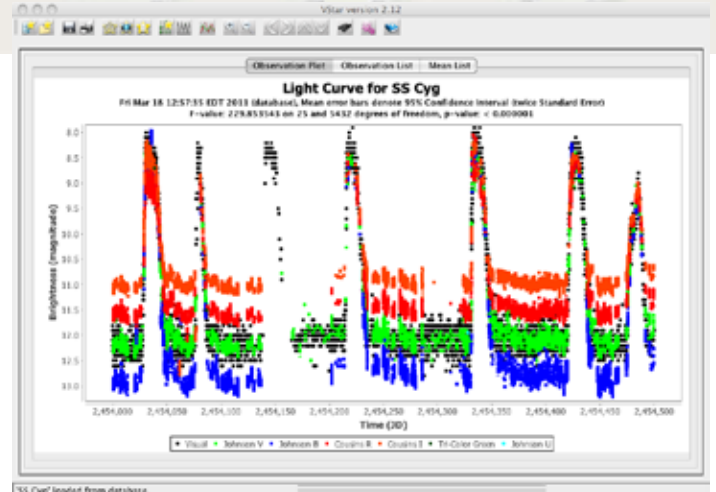 VStar version 2.12
Observation Plot Observation List Mean List
Light Curve for SS Cyg
Fri Mar 18 12:57:35 EDT 2011 (database), Mean error bars denote 95% Confidence Interval (twice Standard Error)
F-value: 229.853543 on 25 and 5432 degrees of freedom, p-value: < 0.000001
Brightness (magnitude)
8.0
8.5
9.0
9.5
10.0
10.5
11.0
11.5
12.0
12.5
13.0
2,454,000 2,454,050 2,454,100 2,454,150 2,454,200 2,454,250 2,454,300 2,454,350 2,454,400 2,454,450 2,454,500
Time (JD)
Visual Johnson V Johnson B Cousins R Cousins I Tri-Color Green Johnson U
'SS Cyg' loaded from database.